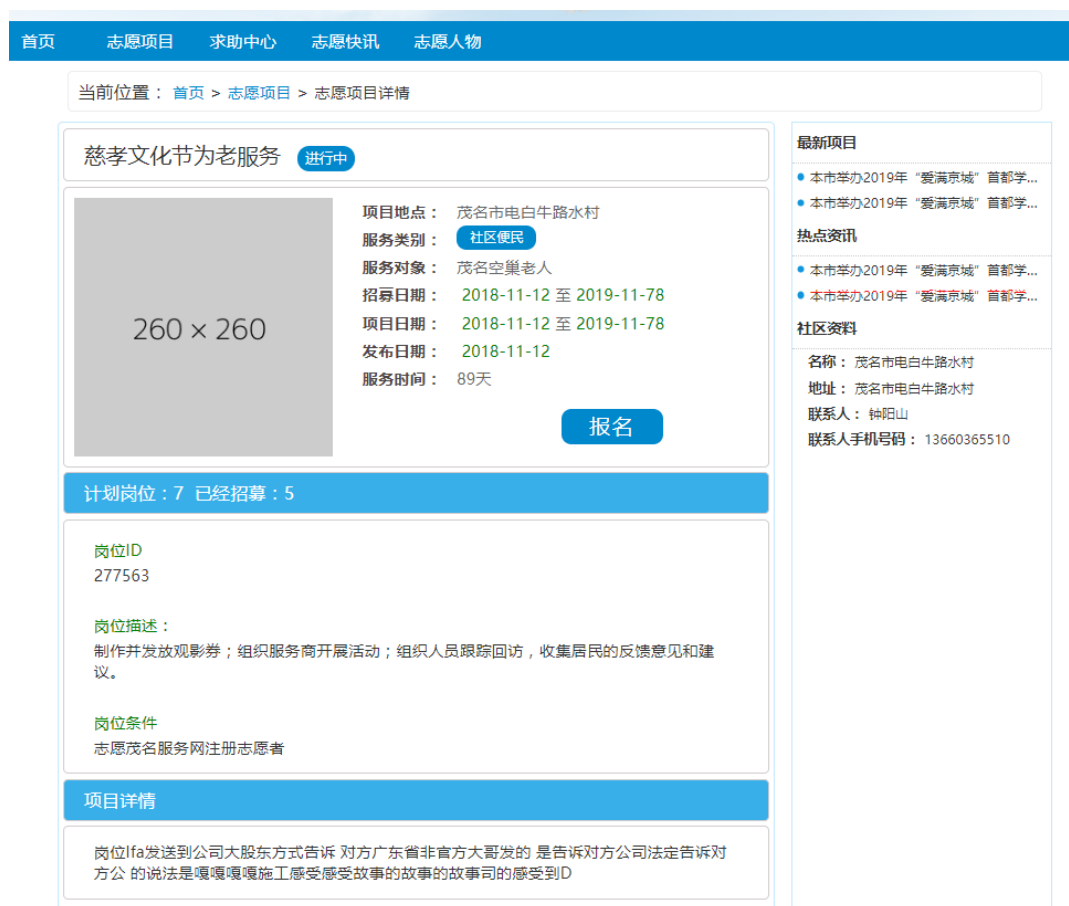 首页 志愿项目 求助中心 志愿快讯 志愿人物
当前位置： 首页 > 志愿项目 > 志愿项目详情
慈孝文化节为老服务 进行中
260 × 260
项目地点： 茂名市电白牛路水村
服务类别： 社区便民
服务对象： 茂名空巢老人
招募日期： 2018-11-12 至 2019-11-78
项目日期： 2018-11-12 至 2019-11-78
发布日期： 2018-11-12
服务时间： 89天
报名
计划岗位：7 已经招募：5
岗位ID
277563
岗位描述：
制作并发放观影券；组织服务商开展活动；组织人员跟踪回访，收集居民的反馈意见和建
议。
岗位条件
志愿茂名服务网注册志愿者
项目详情
岗位Ifa发送到公司大股东方式告诉 对方广东省非官方大哥发的 是告诉对方公司法定告诉对
方公 的说法是嘎嘎嘎嘎施工感受感受故事的故事的故事司的感受到D
最新项目
本市举办2019年“爱满京城”首都学...
本市举办2019年“爱满京城”首都学...
热点资讯
本市举办2019年“爱满京城”首都学...
本市举办2019年“爱满京城”首都学...
社区资料
名称： 茂名市电白牛路水村
地址： 茂名市电白牛路水村
联系人： 钟阳山
联系人手机号码： 13660365510